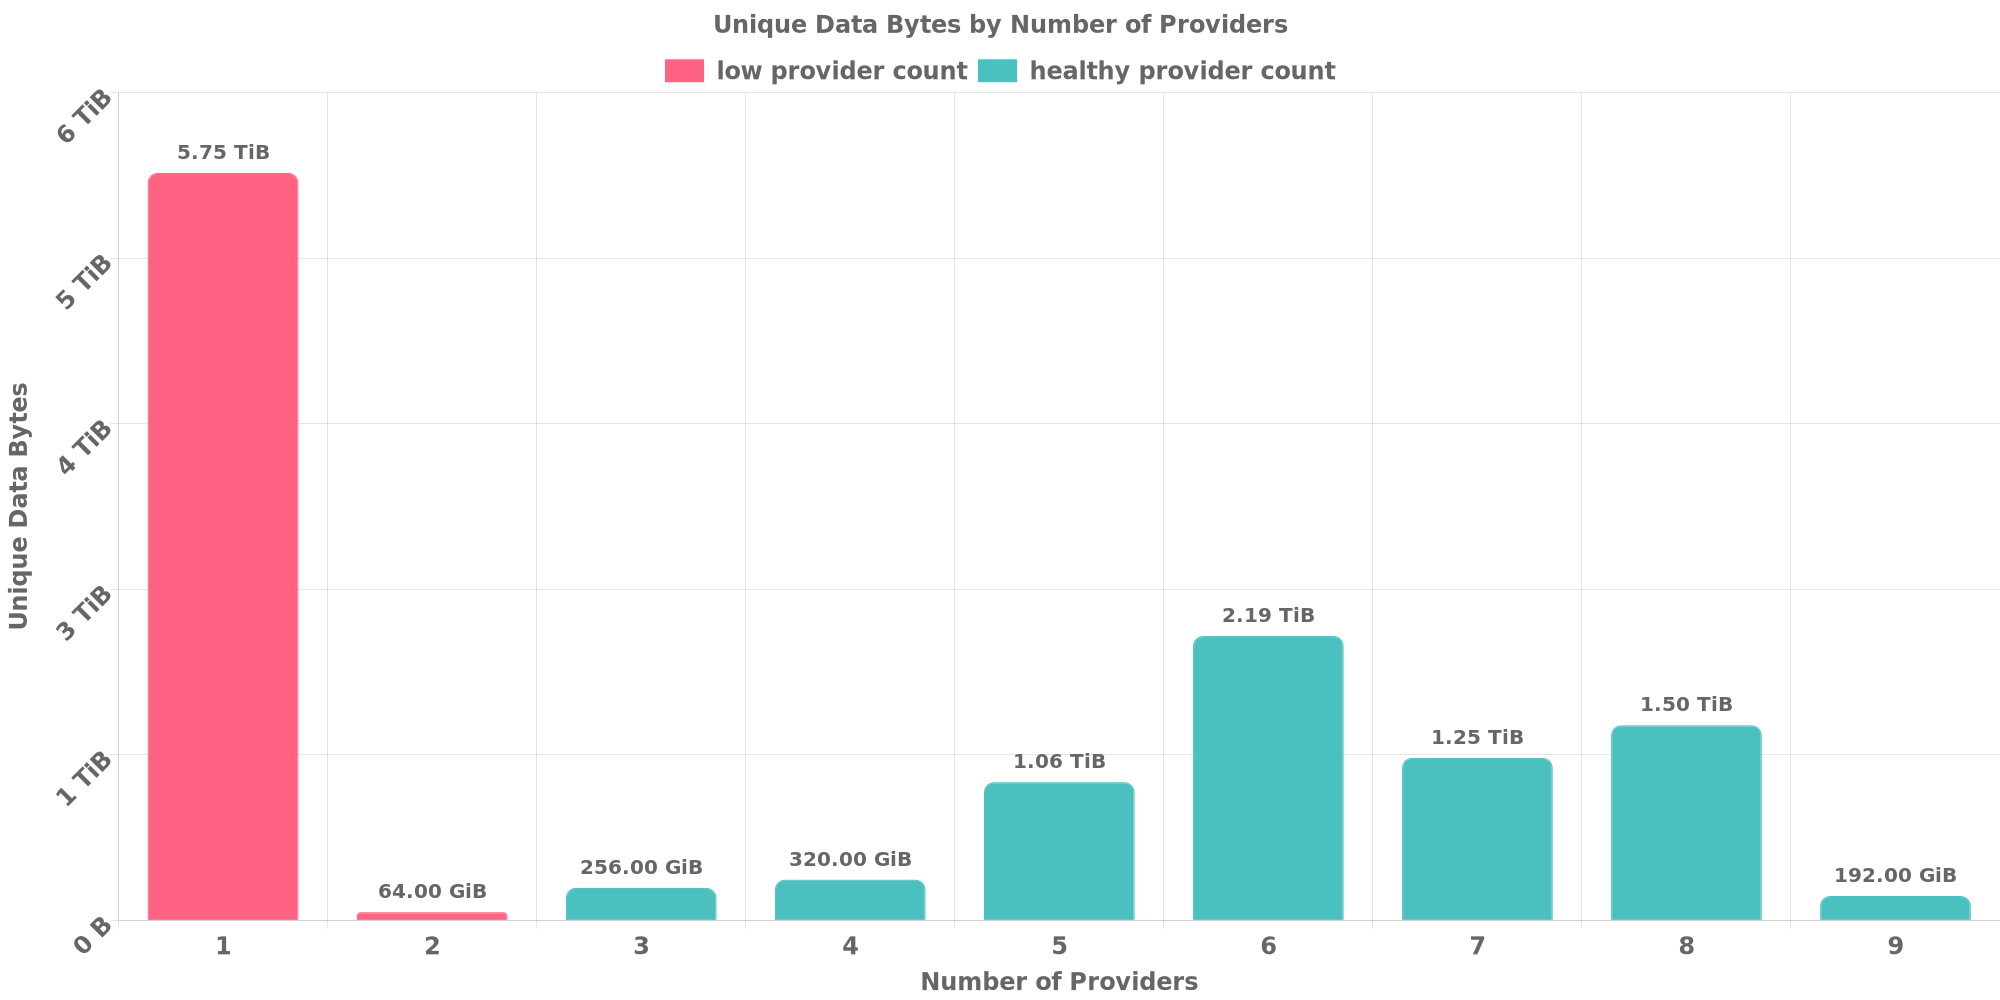 Unique Data Bytes by Number of Providers
low provider count healthy provider count
6 TiB
5 TiB
4 TiB
3 TiB
1 TiB
0 B
Unique Data Bytes
5.75 TiB
64.00 GiB
256.00 GiB
320.00 GiB
1.06 TiB
2.19 TiB
1.25 TiB
1.50 TiB
192.00 GiB
1 2 3 4 5 6 7 8 9
Number of Providers